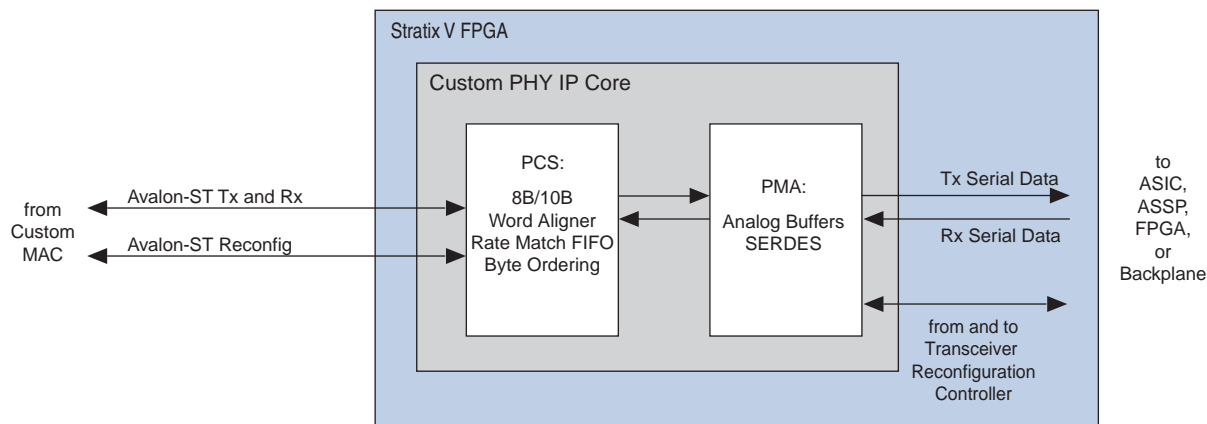 Stratix V FPGA
Custom PHY IP Core
PCS:
8B/10B
Word Aligner
Rate Match FIFO
Byte Ordering
PMA:
Analog Buffers
SERDES
from
Custom
MAC
Avalon-ST Tx and Rx
Avalon-ST Reconfig
Tx Serial Data
Rx Serial Data
from and to
Transceiver
Reconfiguration
Controller
to
ASIC,
ASSP,
FPGA,
or
Backplane